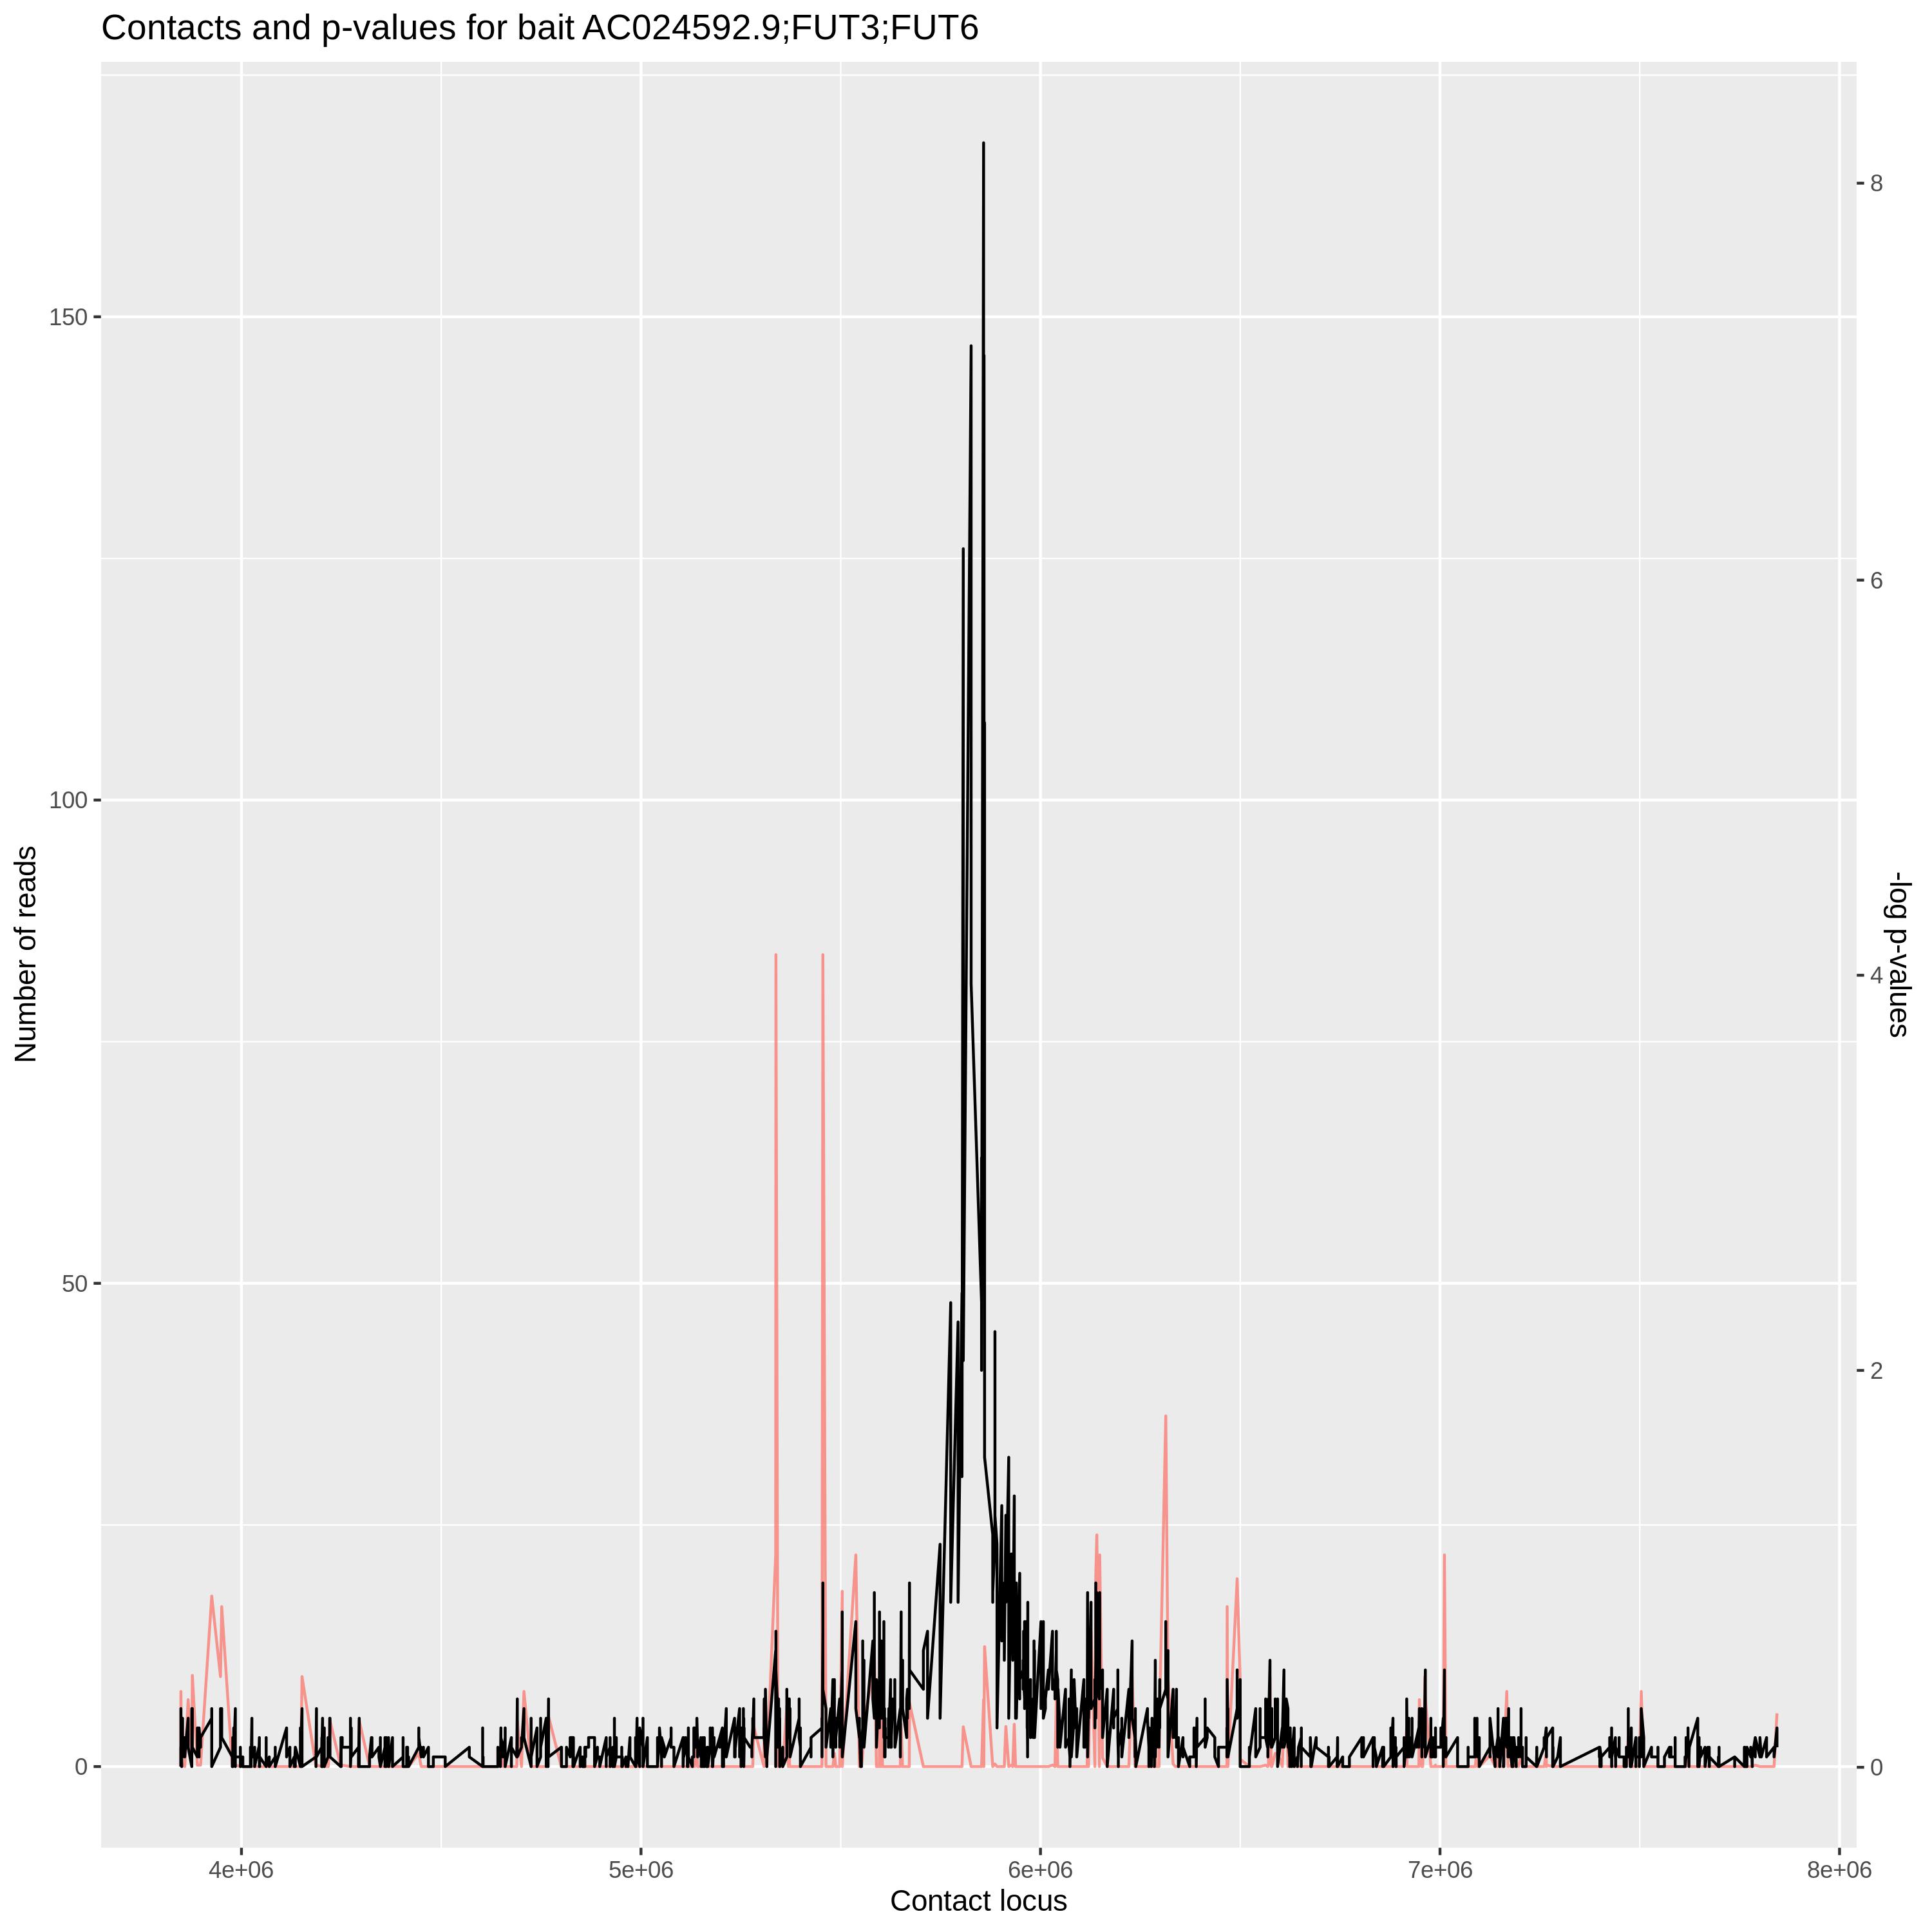 Contacts and p-values for bait AC024592.9;FUT3;FUT6
Number of reads
150
100
50
0
8
6
4
2
0
-log p-values
4e+06
5e+06
6e+06
7e+06
8e+06
Contact locus